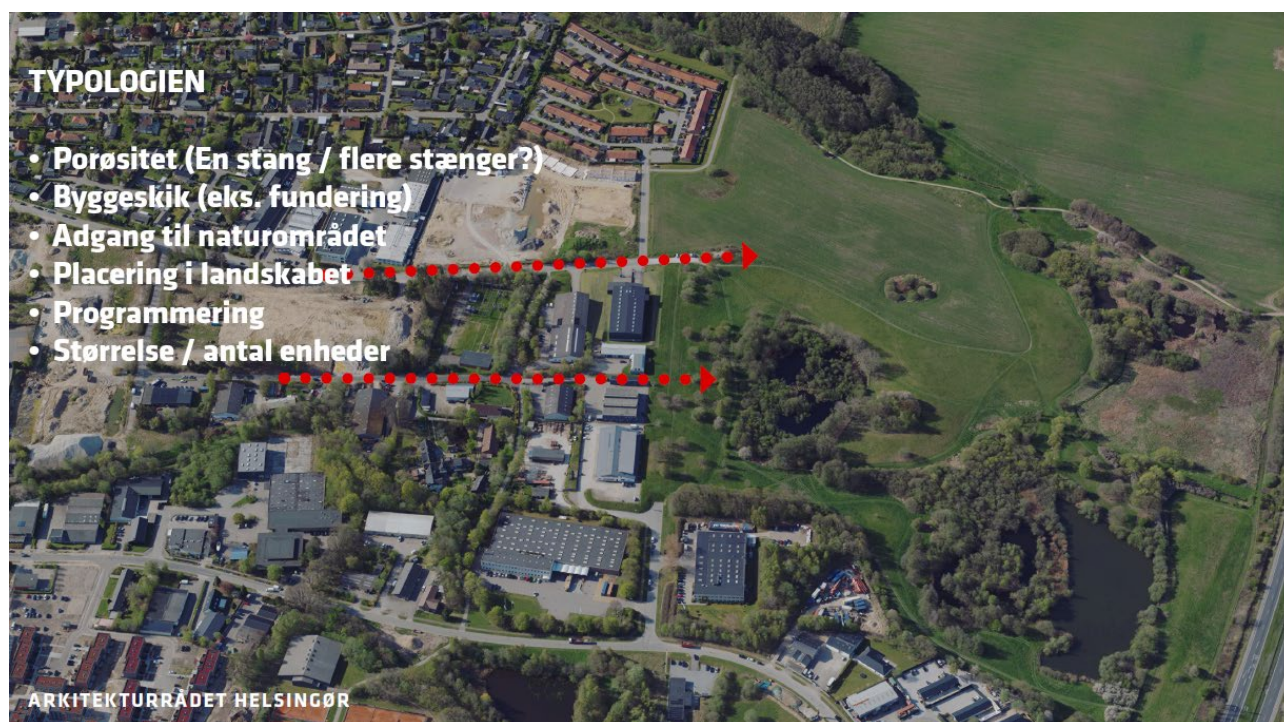 TYPOLOGIEN
• Porøsitet (En stang / flere stænger?)
• Byggeskik (eks. fundering)
• Adgang til naturområdet
• Placering i landskabet
• Programmering
• Størrelse / antal enheder
ARKITEKTURRÅDET HELSINGØR